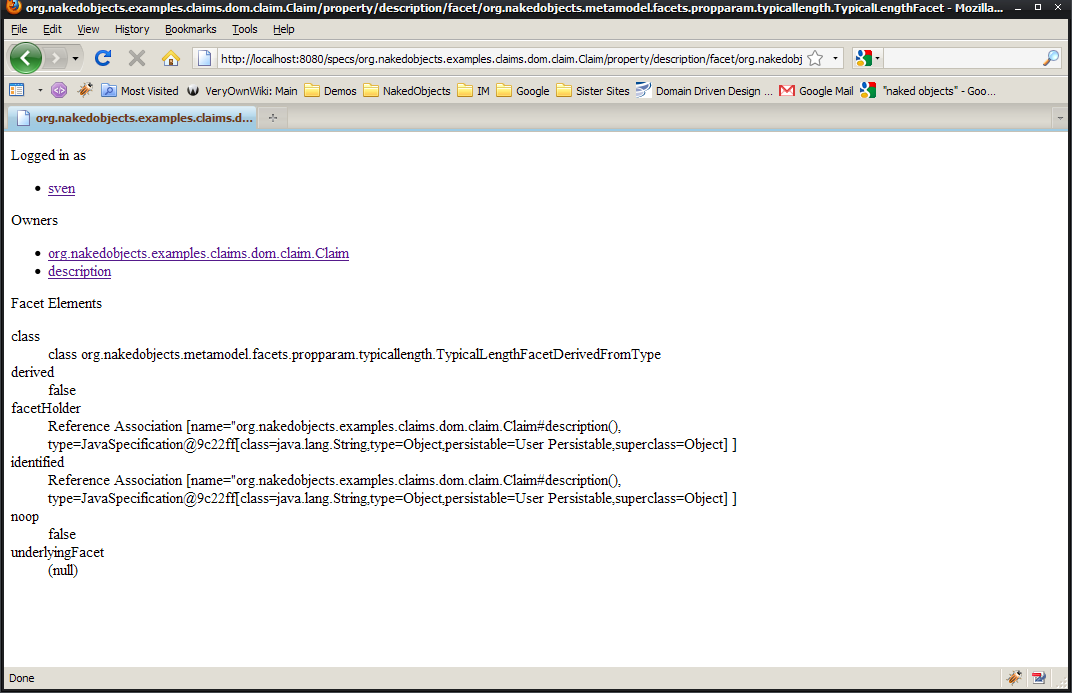 org.nakedobjects.examples.claims.dom.claim.Claim/property/description/facet/org.nakedobjects.metamodel.facets.propparam.typicallength.TypicalLengthFacet - Mozilla...
File Edit View History Bookmarks Tools Help
http://localhost:8080/specs/org.nakedobjects.examples.claims.dom.claim.Claim/property/description/facet/org.nakedobj
Most Visited VeryOwnWiki: Main Demos NakedObjects IM Google Sister Sites Domain Driven Design ... Google Mail "naked objects" - Goo...
org.nakedobjects.examples.claims.d...
Logged in as
sven
Owners
org.nakedobjects.examples.claims.dom.claim.Claim
description
Facet Elements
class
class org.nakedobjects.metamodel.facets.propparam.typicallength.TypicalLengthFacetDerivedFromType
derived
false
facetHolder
Reference Association [name="org.nakedobjects.examples.claims.dom.claim.Claim#description(),
type=JavaSpecification@9c22ff[class=java.lang.String,type=Object,persistable=User Persistable,superclass=Object] ]
identified
Reference Association [name="org.nakedobjects.examples.claims.dom.claim.Claim#description(),
type=JavaSpecification@9c22ff[class=java.lang.String,type=Object,persistable=User Persistable,superclass=Object] ]
noop
false
underlyingFacet
(null)
Done